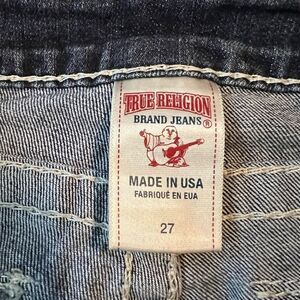 TRUE RELIGION
BRAND JEANS®
MADE IN USA
FABRIQUÉ EN EUA
27